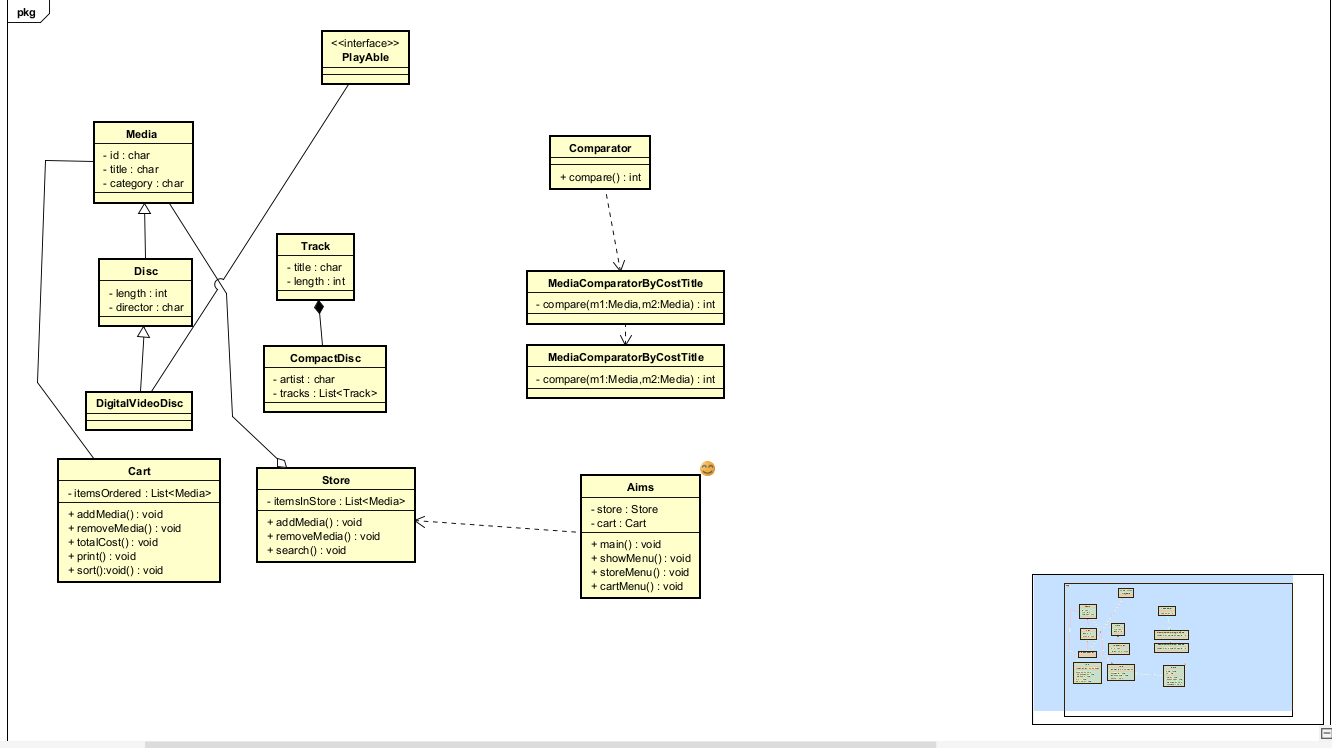 pkg
<<interface>>
PlayAble
Media
- id : char
- title : char
- category : char
Comparator
+ compare() : int
Track
- title : char
- length : int
Disc
- length : int
- director : char
MediaComparatorByCostTitle
- compare(m1:Media,m2:Media) : int
CompactDisc
- artist : char
- tracks : List<Track>
MediaComparatorByCostTitle
- compare(m1:Media,m2:Media) : int
DigitalVideoDisc
Cart
- itemsOrdered : List<Media>
+ addMedia() : void
+ removeMedia() : void
+ totalCost() : void
+ print() : void
+ sort():void() : void
Store
- itemsInStore : List<Media>
+ addMedia() : void
+ removeMedia() : void
+ search() : void
Aims
- store : Store
- cart : Cart
+ main() : void
+ showMenu() : void
+ storeMenu() : void
+ cartMenu() : void